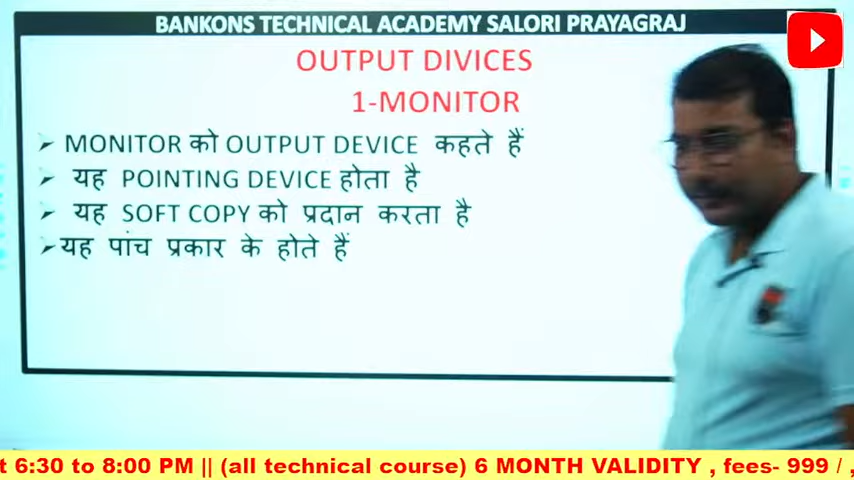 BANKONS TECHNICAL ACADEMY SALORI PRAYAGRAJ
OUTPUT DIVICES
1-MONITOR
MONITOR को OUTPUT DEVICE कहते हैं
यह POINTING DEVICE होता है
यह SOFT COPY को प्रदान करता है
यह पांच प्रकार के होते हैं
t 6:30 to 8:00 PM || (all technical course) 6 MONTH VALIDITY , fees- 999 / ,